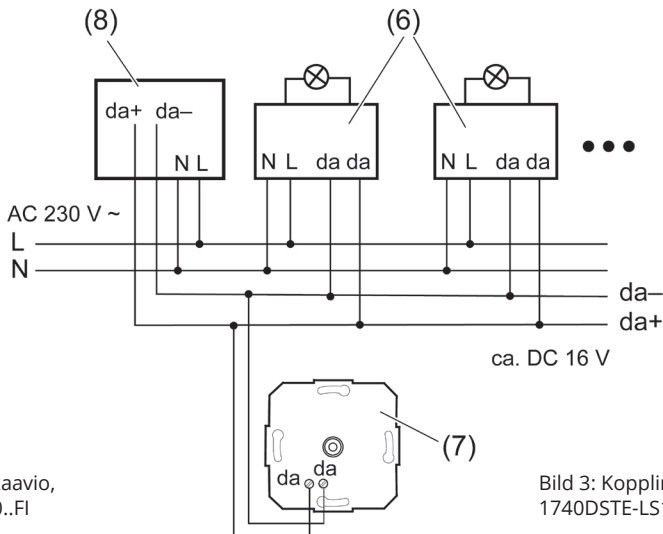 (8)
(6)
da+ da–
N L
N L da da
N L da da
AC 230 V ~
L
N
da–
da+
ca. DC 16 V
(7)
da da
aavio,
..FI
Bild 3: Kopplin
1740DSTE-LS